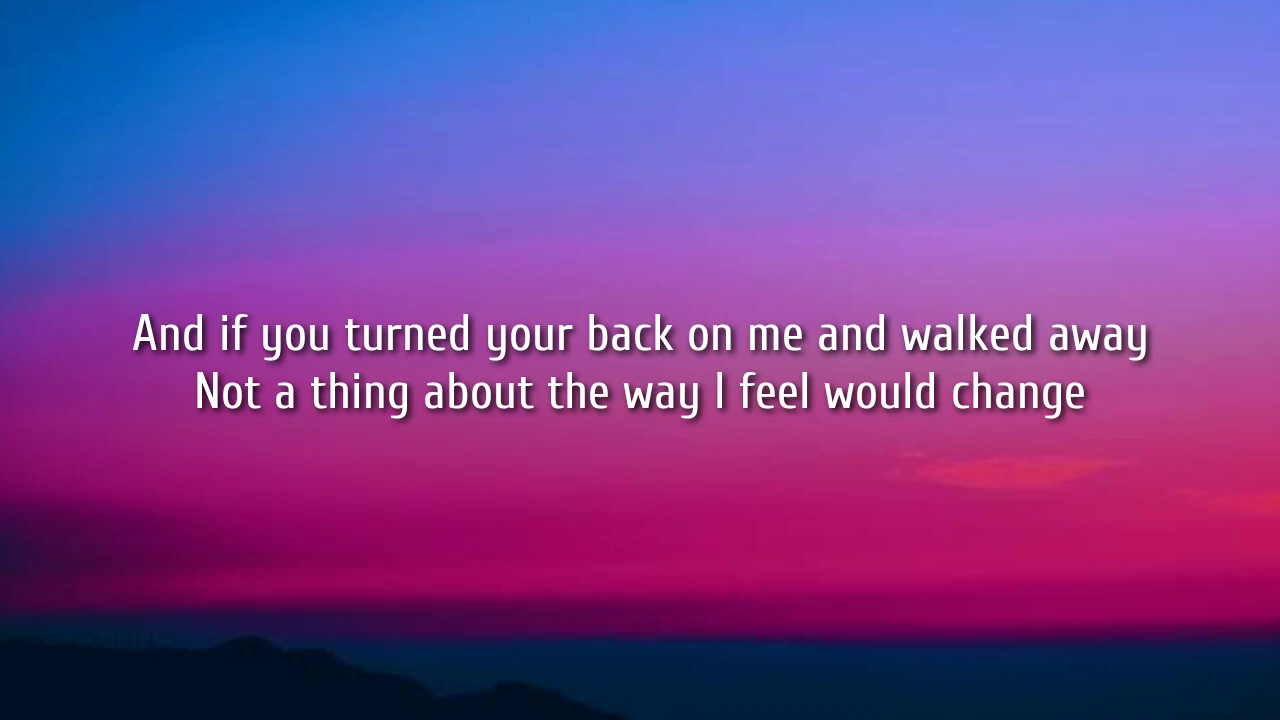 And if you turned your back on me and walked away
Not a thing about the way I feel would change